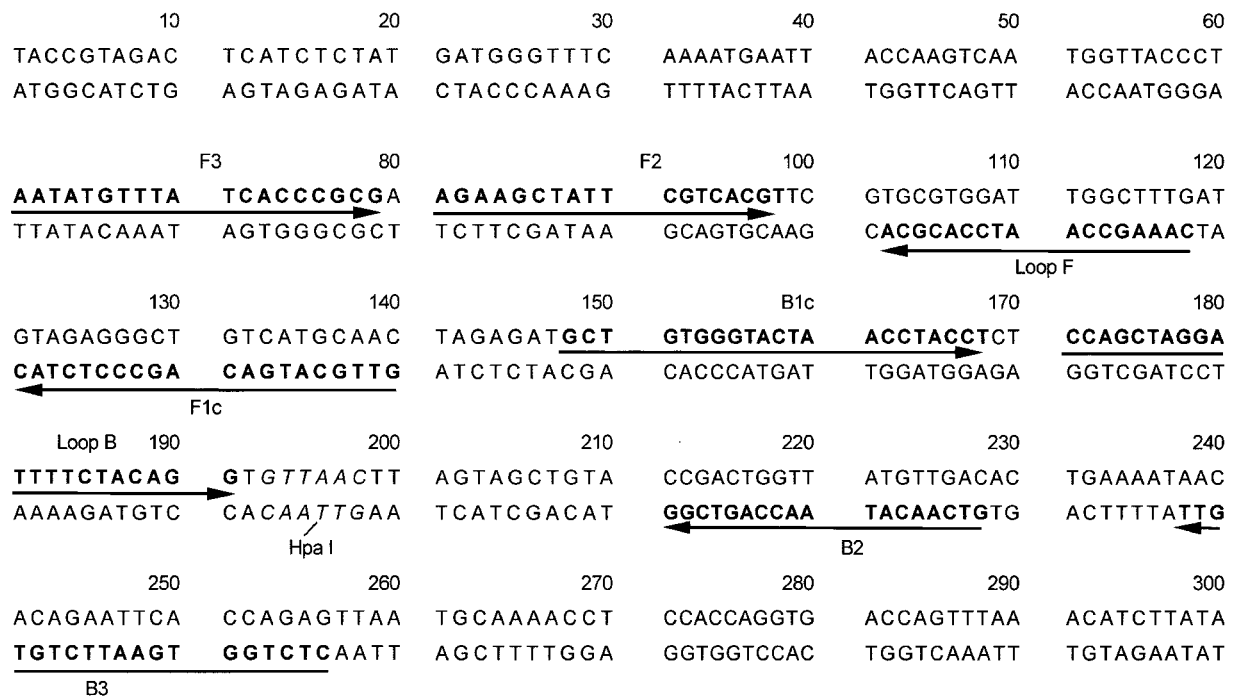 10 20 30 40 50 60
TACCGTAGAC TCATCTCTAT GATGGGTTTC AAAATGAATT ACCAAGTCAA TGGTTACCCT
ATGGCATCTG AGTAGAGATA CTACCCAAAG TTTTACTTAA TGGTTCAGTT ACCAATGGGA
F3 80 F2 100 110 120
AATATGTTTA TCACCCGCGA AGAAGCTATT CGTCACGTTC GTGCGTGGAT TGGCTTTGAT
TTATACAAAT AGTGGGCGCT TCTTCGATAA GCAGTGCAAG CACGCACCTA ACCGAAACTA
Loop F
130 140 150 B1c 170 180
GTAGAGGGCT GTCATGCAAC TAGAGATGCT GTGGGTACTA ACCTACCTCT CCAGCTAGGA
CATCTCCCGA CAGTACGTTG ATCTCTACGA CACCCATGAT TGGATGGAGA GGTCGATCCT
F1c
Loop B 190 200 210 220 230 240
TTTTCTACAG GTGTTAACTT AGTAGCTGTA CCGACTGGTT ATGTTGACAC TGAAAATAAC
AAAAGATGTC CACAATTGAA TCATCGACAT GGCTGACCAA TACAACTGTG ACTTTTATTG
Hpa I B2
250 260 270 280 290 300
ACAGAATTCA CCAGAGTTAA TGCAAAACCT CCACCAGGTG ACCAGTTTAA ACATCTTATA
TGTCTTAAGT GGTCTCAATT AGCTTTTGGA GGTGGTCCAC TGGTCAAATT TGTAGAATAT
B3